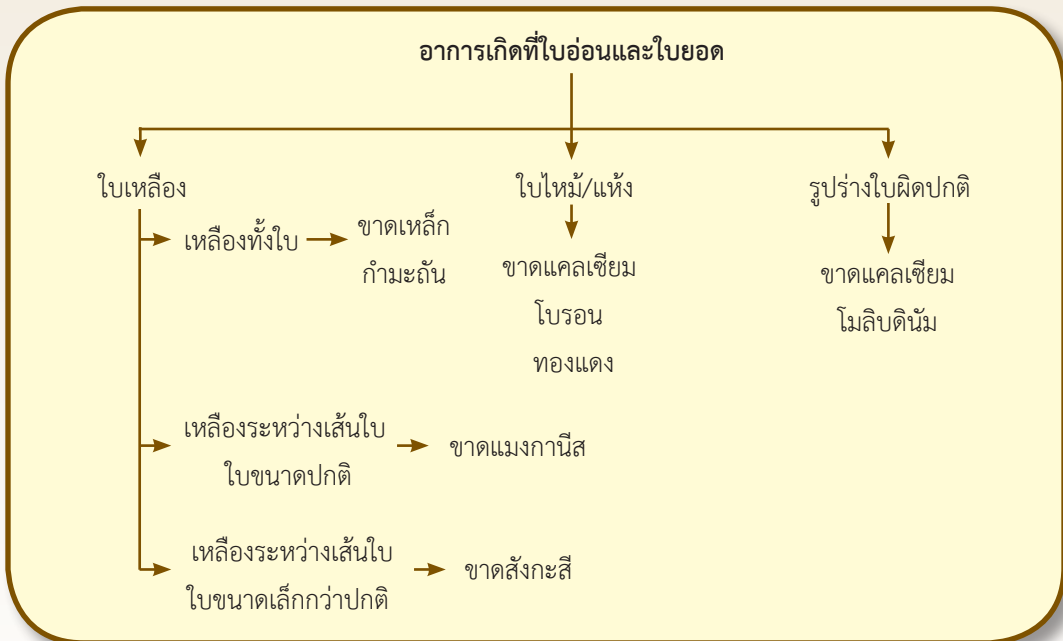 อาการเกิดที่ใบอ่อนและใบยอด
ใบเหลือง
ใบไหม้/แห้ง
รูปร่างใบผิดปกติ
เหลืองทั้งใบ
ขาดเหล็ก
กำมะถัน
ขาดแคลเซียม
โบรอน
ทองแดง
ขาดแคลเซียม
โมลิบดินัม
เหลืองระหว่างเส้นใบ
ใบขนาดปกติ
ขาดแมงกานีส
เหลืองระหว่างเส้นใบ
ใบขนาดเล็กกว่าปกติ
ขาดสังกะสี